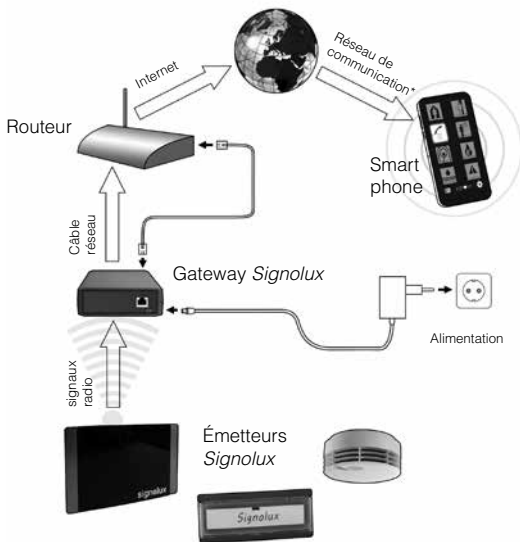 Internet
Réseau de
communication*
Routeur
Smart
phone
Câble
réseau
Gateway Signolux
Alimentation
signaux
radio
Émetteurs
Signolux
signolux
Signolux